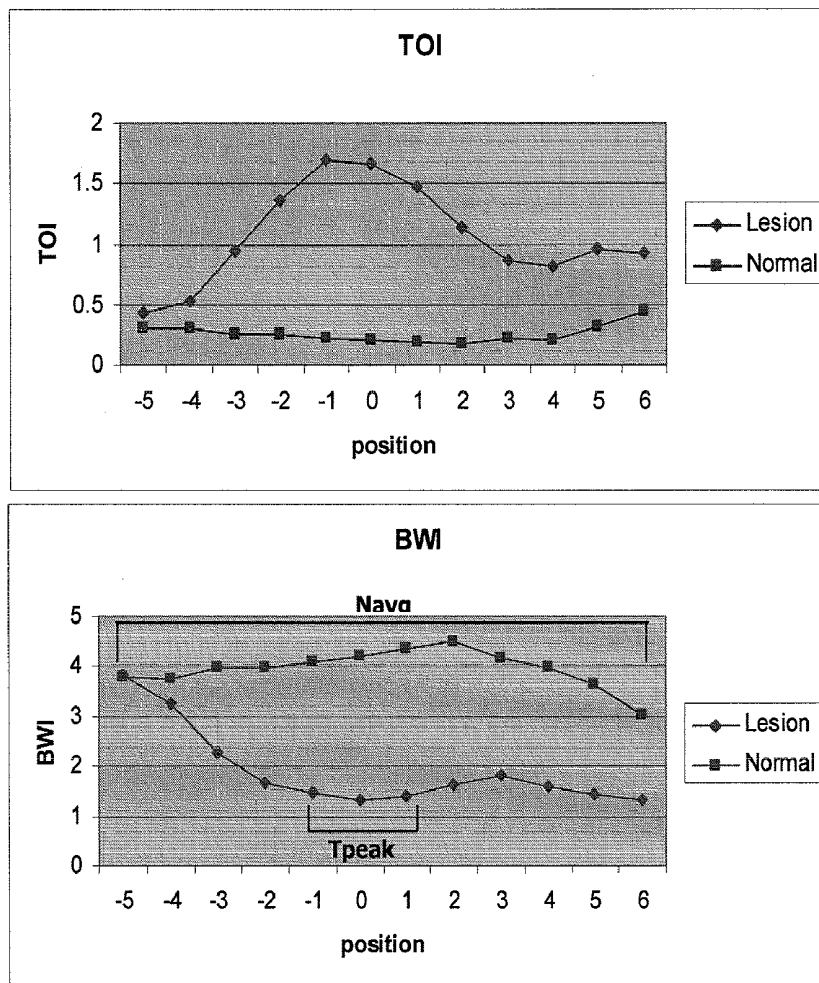 TOI
2
1.5
1
0.5
0
TOI
-5 -4 -3 -2 -1 0 1 2 3 4 5 6
position
Lesion
Normal
BWI
Navg
5
4
3
2
1
0
BWI
Tpeak
-5 -4 -3 -2 -1 0 1 2 3 4 5 6
position
Lesion
Normal